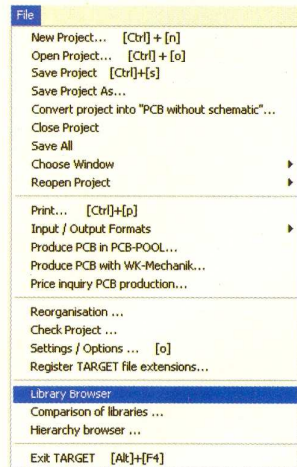 File
New Project... [Ctrl] + [n]
Open Project... [Ctrl] + [o]
Save Project [Ctrl]+[s]
Save Project As...
Convert project into "PCB without schematic"...
Close Project
Save All
Choose Window
Reopen Project
Print... [Ctrl]+[p]
Input / Output Formats
Produce PCB in PCB-POOL...
Produce PCB with WK-Mechanik...
Price inquiry PCB production...
Reorganisation ...
Check Project ...
Settings / Options ... [o]
Register TARGET file extensions...
Library Browser
Comparison of libraries ...
Hierarchy browser ...
Exit TARGET [Alt]+[F4]